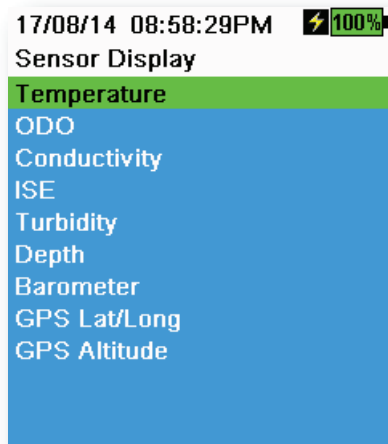 17/08/14 08:58:29PM 100%
Sensor Display
Temperature
ODO
Conductivity
ISE
Turbidity
Depth
Barometer
GPS Lat/Long
GPS Altitude